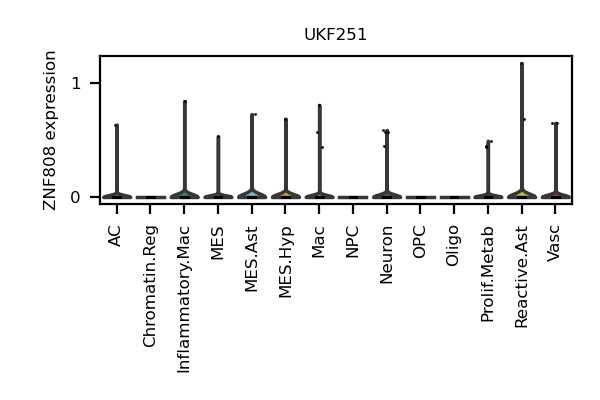 UKF251
ZNF808 expression
1
0
AC
Chromatin.Reg
Inflammatory.Mac
MES
MES.Ast
MES.Hyp
Mac
NPC
Neuron
OPC
Oligo
Prolif.Metab
Reactive.Ast
Vasc